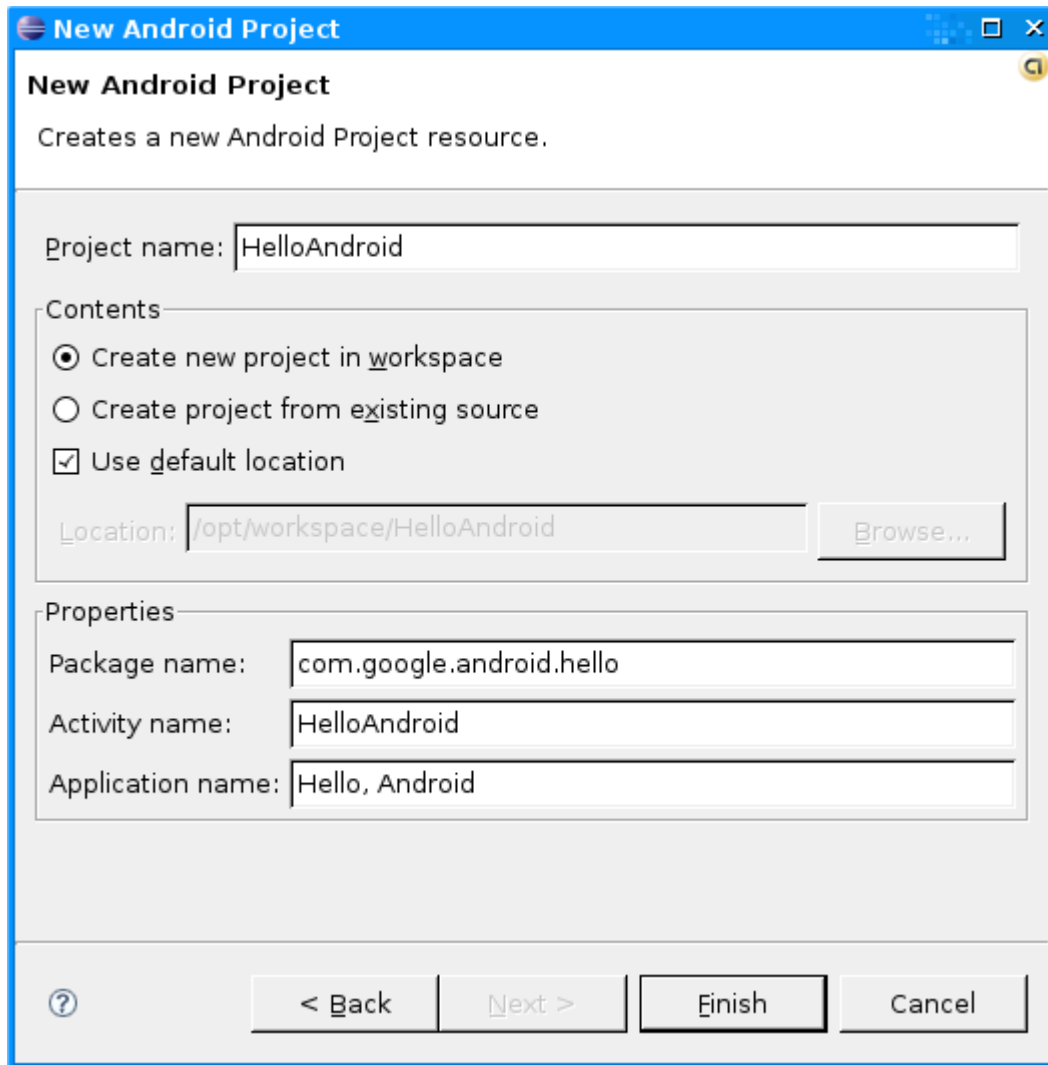 New Android Project
New Android Project
Creates a new Android Project resource.
Project name: HelloAndroid
Contents
Create new project in workspace
Create project from existing source
Use default location
Location: /opt/workspace/HelloAndroid Browse...
Properties
Package name: com.google.android.hello
Activity name: HelloAndroid
Application name: Hello, Android
? < Back Next > Finish Cancel